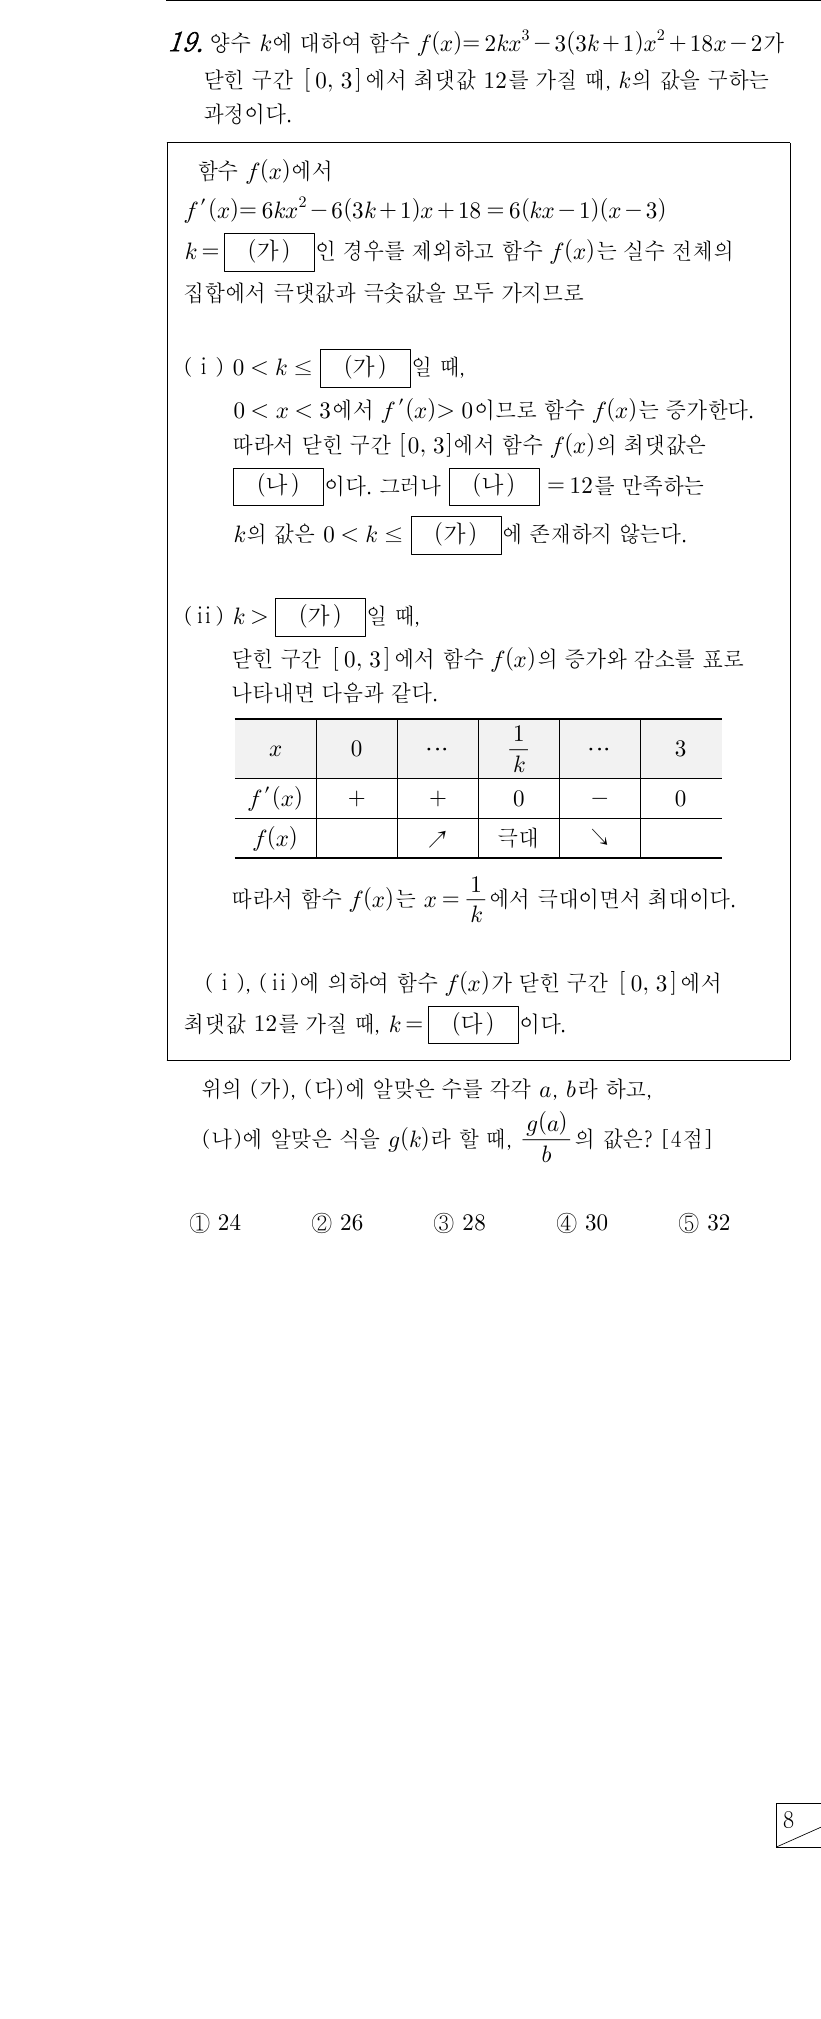 19. 양수 k에 대하여 함수 f(x)=2kx³−3(3k+1)x²+18x−2가
닫힌 구간 [0, 3]에서 최댓값 12를 가질 때, k의 값을 구하는
과정이다.
함수 f(x)에서
f′(x)=6kx²−6(3k+1)x+18=6(kx−1)(x−3)
k= (가) 인 경우를 제외하고 함수 f(x)는 실수 전체의
집합에서 극댓값과 극솟값을 모두 가지므로
(ⅰ) 0<k≤ (가) 일 때,
0<x<3에서 f′(x)>0이므로 함수 f(x)는 증가한다.
따라서 닫힌 구간 [0, 3]에서 함수 f(x)의 최댓값은
(나) 이다. 그러나 (나) =12를 만족하는
k의 값은 0<k≤ (가) 에 존재하지 않는다.
(ⅱ) k> (가) 일 때,
닫힌 구간 [0, 3]에서 함수 f(x)의 증가와 감소를 표로
나타내면 다음과 같다.
x 0 ⋯ 1/k ⋯ 3
f′(x) + + 0 − 0
f(x) ↗ 극대 ↘
따라서 함수 f(x)는 x=1/k에서 극대이면서 최대이다.
(ⅰ), (ⅱ)에 의하여 함수 f(x)가 닫힌 구간 [0, 3]에서
최댓값 12를 가질 때, k= (다) 이다.
위의 (가), (다)에 알맞은 수를 각각 a, b라 하고,
(나)에 알맞은 식을 g(k)라 할 때, g(a)/b의 값은? [4점]
① 24 ② 26 ③ 28 ④ 30 ⑤ 32
8